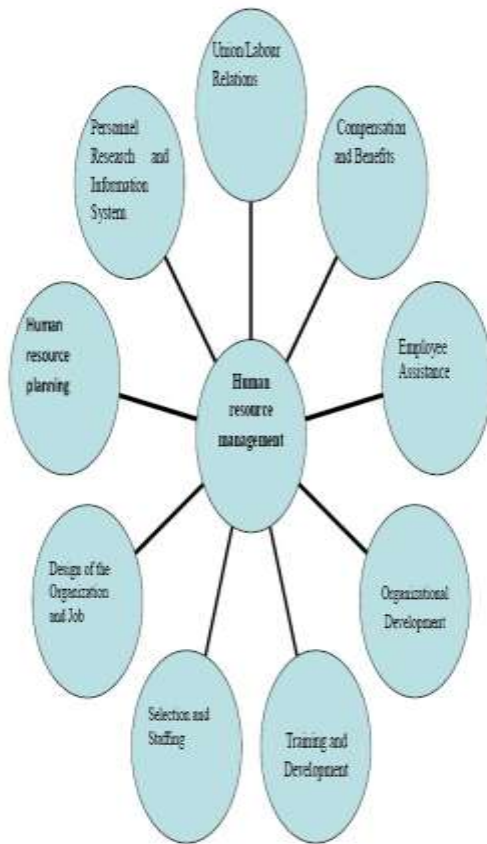 Union Labour
Relations
Personnel
Research and
Information
System
Compensation
and Benefits
Human
resource
planning
Employee
Assistance
Human
resource
management
Design of the
Organization
and Job
Organizational
Development
Selection and
Staffing
Training and
Development